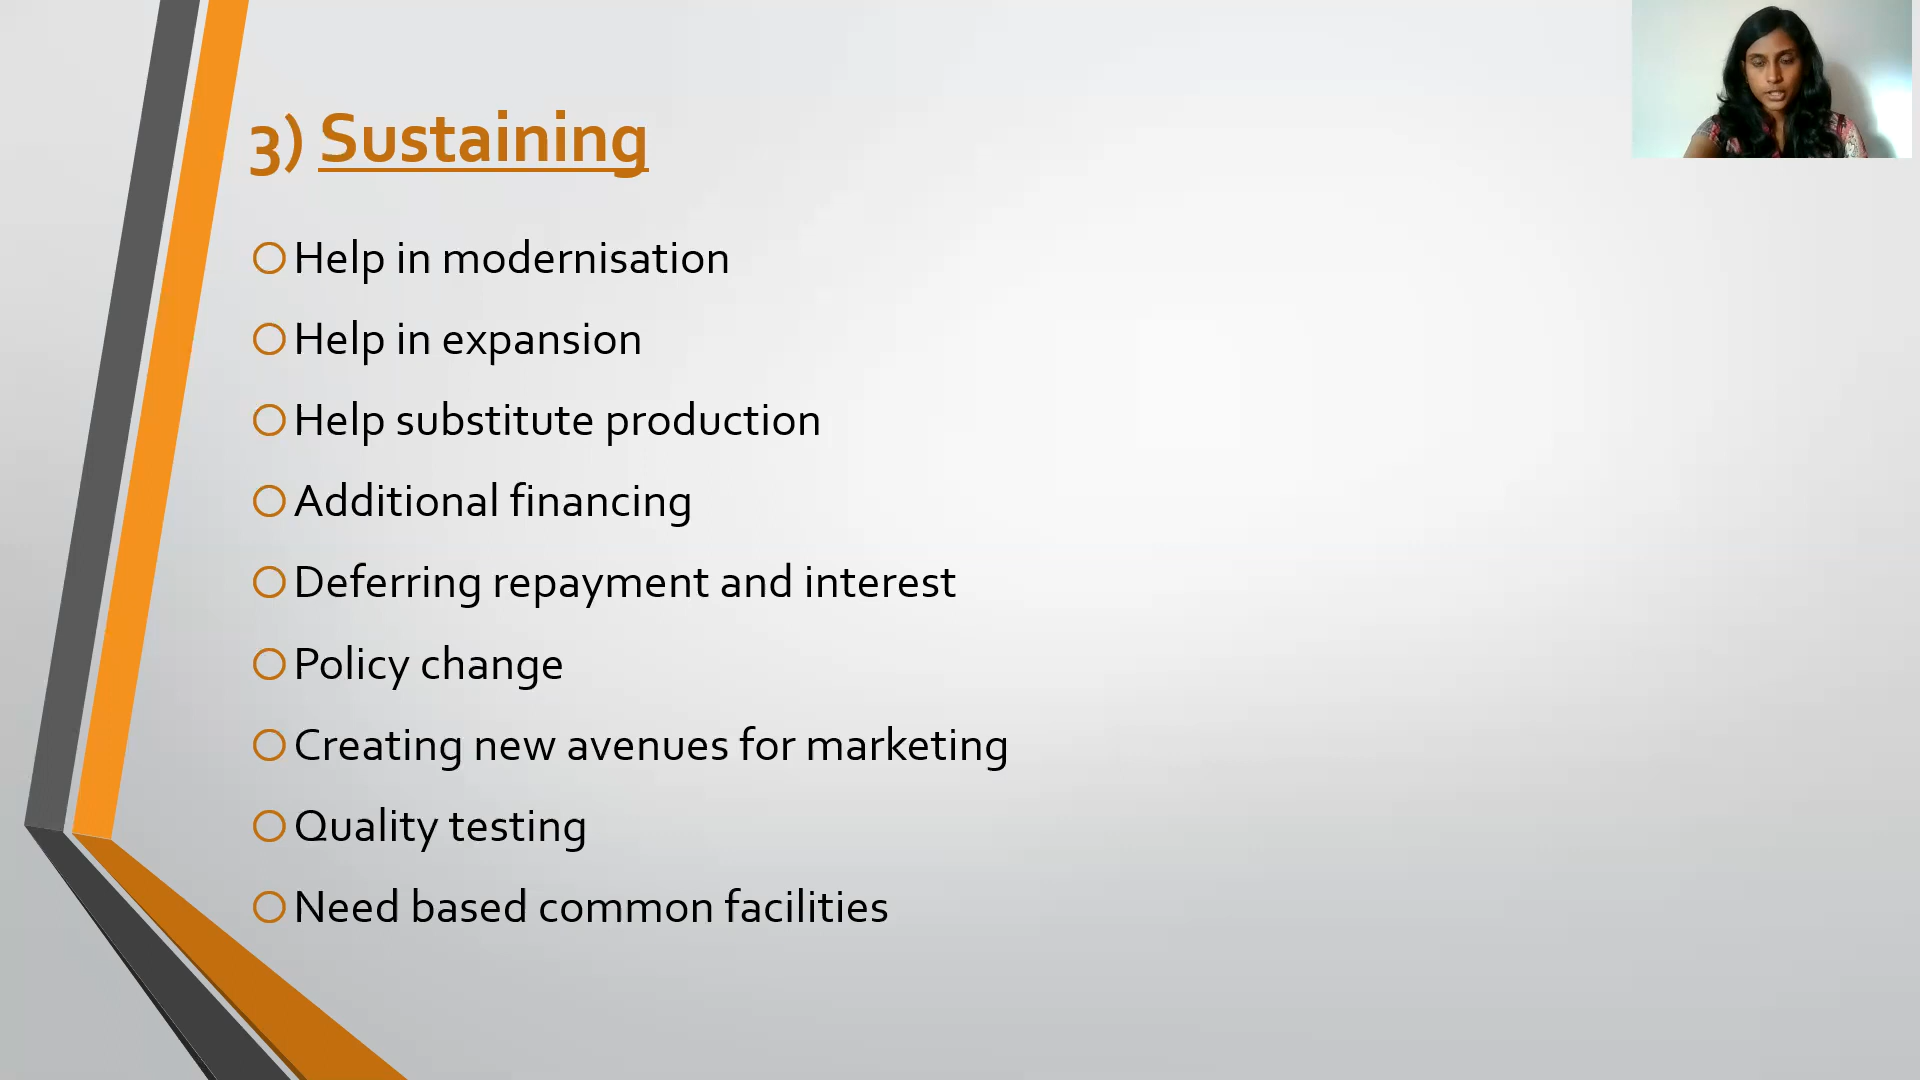 3) Sustaining
Help in modernisation
Help in expansion
Help substitute production
Additional financing
Deferring repayment and interest
Policy change
Creating new avenues for marketing
Quality testing
Need based common facilities